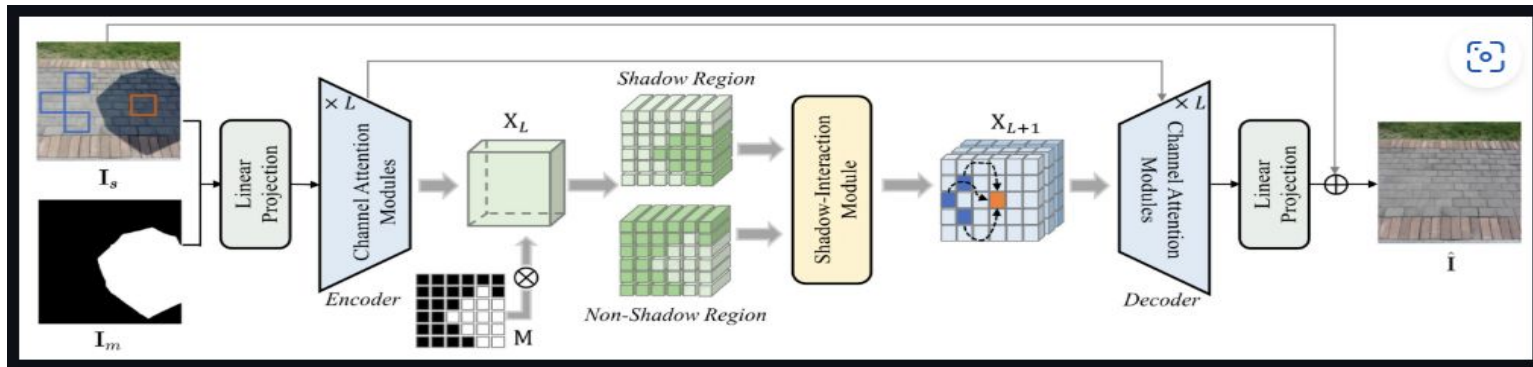 I_s
I_m
Linear
Projection
× L
Channel Attention
Modules
Encoder
X_L
M
Shadow Region
Non-Shadow Region
Shadow-Interaction
Module
X_{L+1}
× L
Channel Attention
Modules
Decoder
Linear
Projection
Î